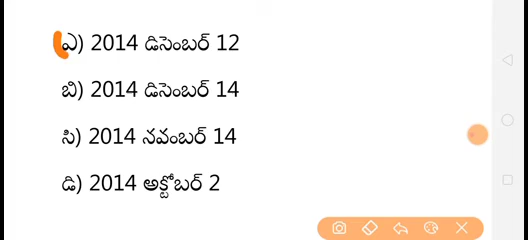 ఎ) 2014 డిసెంబర్ 12
బి) 2014 డిసెంబర్ 14
సి) 2014 నవంబర్ 14
డి) 2014 అక్టోబర్ 2